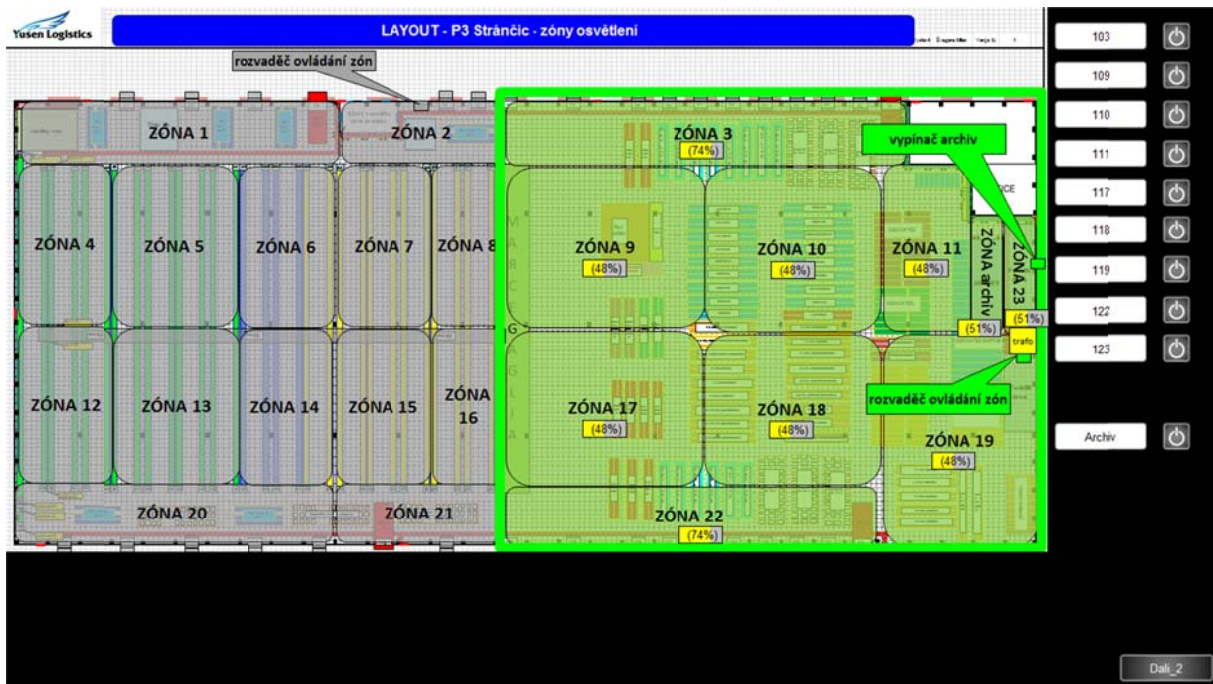 Yusen Logistics
LAYOUT - P3 Stránčic - zóny osvětlení
rozvaděč ovládání zón
ZÓNA 1
ZÓNA 2
ZÓNA 3
(74%)
vypínač archiv
ZÓNA 4
ZÓNA 5
ZÓNA 6
ZÓNA 7
ZÓNA 8
ZÓNA 9
(48%)
ZÓNA 10
(48%)
ZÓNA 11
(48%)
ZÓNA archiv
(51%)
ZÓNA 23
(51%)
trafo
MARCEGAGLIA
rozvaděč ovládání zón
ZÓNA 12
ZÓNA 13
ZÓNA 14
ZÓNA 15
ZÓNA
16
ZÓNA 17
(48%)
ZÓNA 18
(48%)
ZÓNA 19
(48%)
ZÓNA 20
ZÓNA 21
ZÓNA 22
(74%)
103
109
110
111
117
118
119
122
123
Archiv
Dali_2